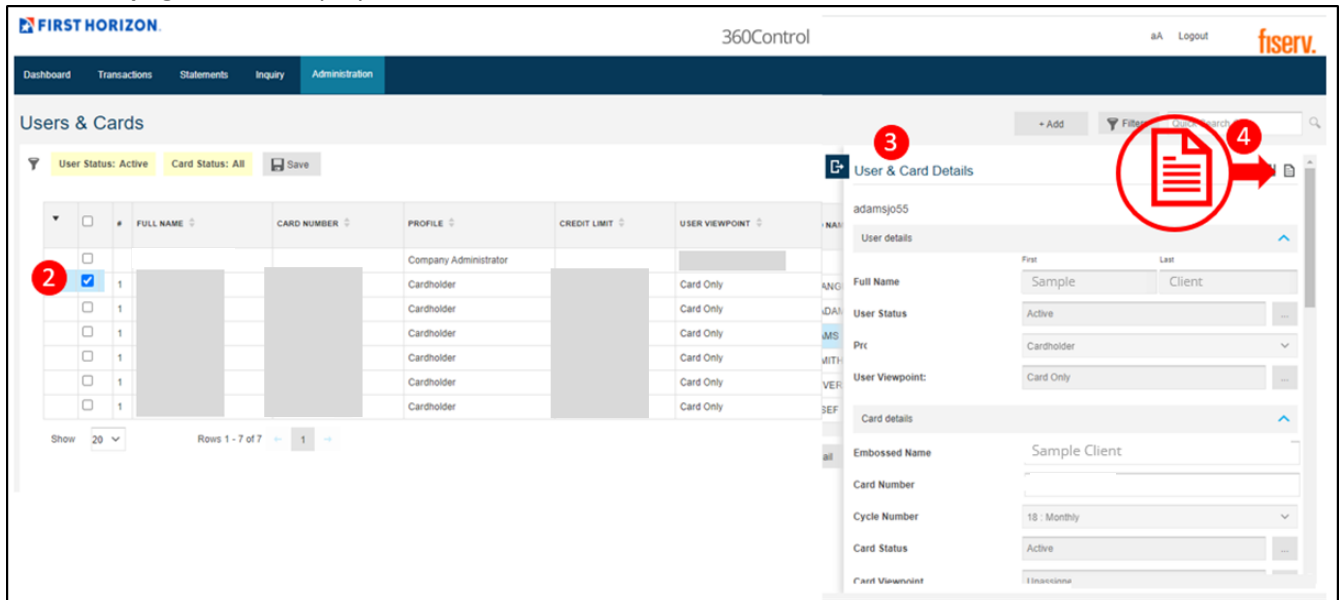 FIRST HORIZON.
360Control
aA Logout
fiserv.
Dashboard Transactions Statements Inquiry Administration
Users & Cards
+ Add
User Status: Active Card Status: All Save
3
4
User & Card Details
adamsjo55
User details
# FULL NAME CARD NUMBER PROFILE CREDIT LIMIT USER VIEWPOINT
Company Administrator
2
1 Cardholder Card Only
1 Cardholder Card Only
1 Cardholder Card Only
1 Cardholder Card Only
1 Cardholder Card Only
1 Cardholder Card Only
Show 20 Rows 1 - 7 of 7 1
First Last
Full Name Sample Client
User Status Active ...
Cardholder
User Viewpoint: Card Only ...
Card details
Embossed Name Sample Client
Card Number
Cycle Number 18 : Monthly
Card Status Active ...
Card Viewpoint